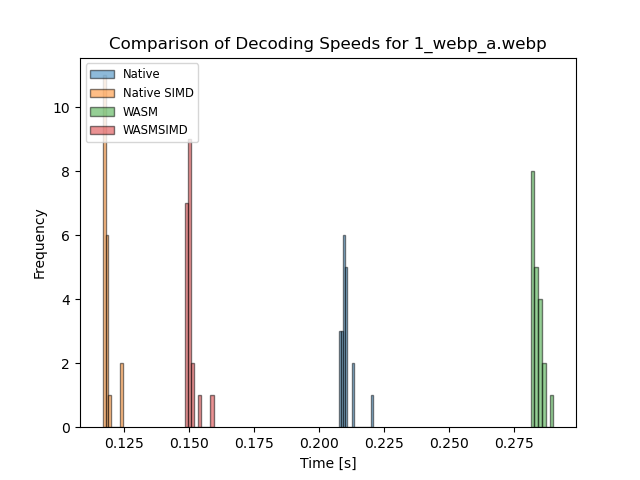 Comparison of Decoding Speeds for 1_webp_a.webp
Native
Native SIMD
WASM
WASMSIMD
10
8
6
4
2
0
Frequency
0.125 0.150 0.175 0.200 0.225 0.250 0.275
Time [s]